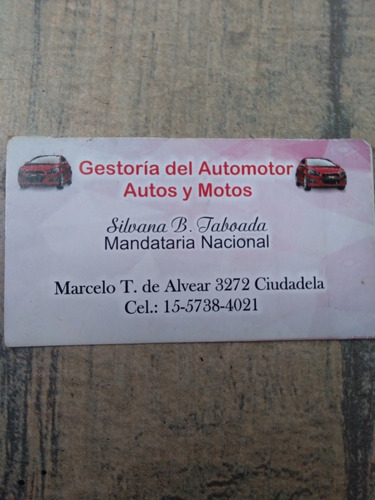 Gestoría del Automotor
Autos y Motos
Silvana B. Taboada
Mandataria Nacional
Marcelo T. de Alvear 3272 Ciudadela
Cel.: 15-5738-4021